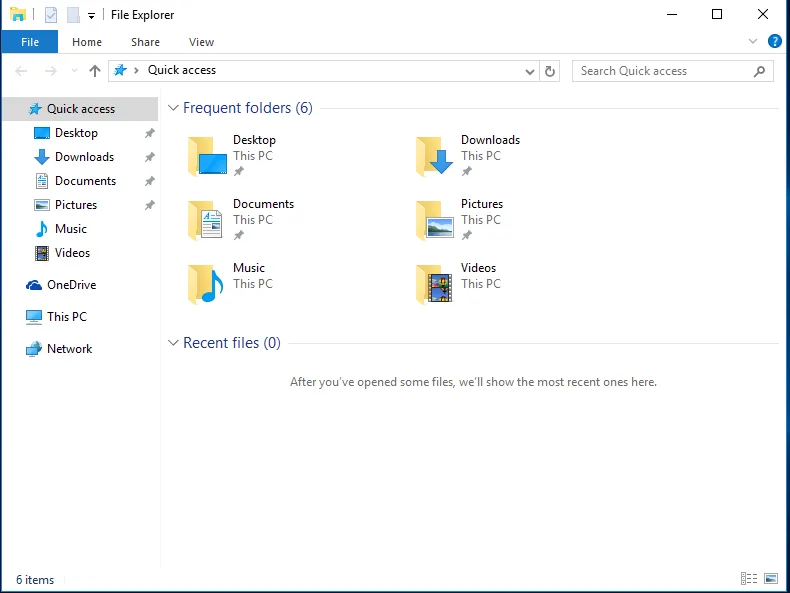 File Explorer
File Home Share View
Quick access
Search Quick access
Quick access
Desktop
Downloads
Documents
Pictures
Music
Videos
OneDrive
This PC
Network
Frequent folders (6)
Desktop
This PC
Downloads
This PC
Documents
This PC
Pictures
This PC
Music
This PC
Videos
This PC
Recent files (0)
After you've opened some files, we'll show the most recent ones here.
6 items